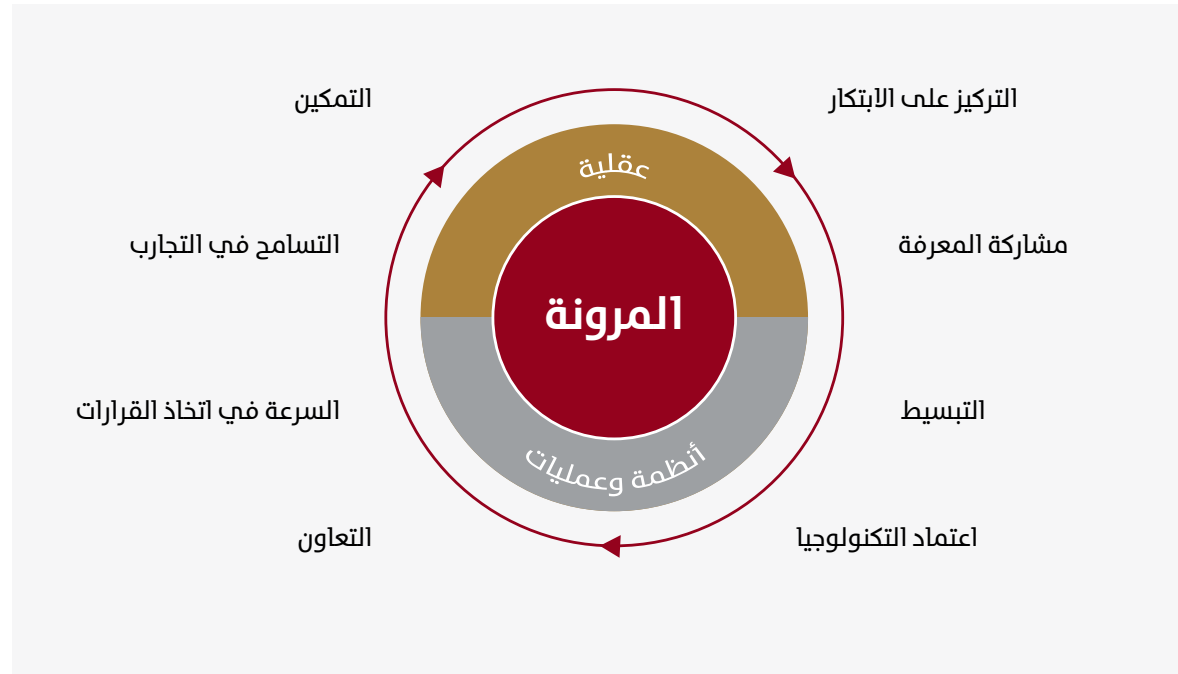 التركيز على الابتكار
التمكين
عقلية
مشاركة المعرفة
التسامح في التجارب
المرونة
التبسيط
السرعة في اتخاذ القرارات
أنظمة وعمليات
اعتماد التكنولوجيا
التعاون